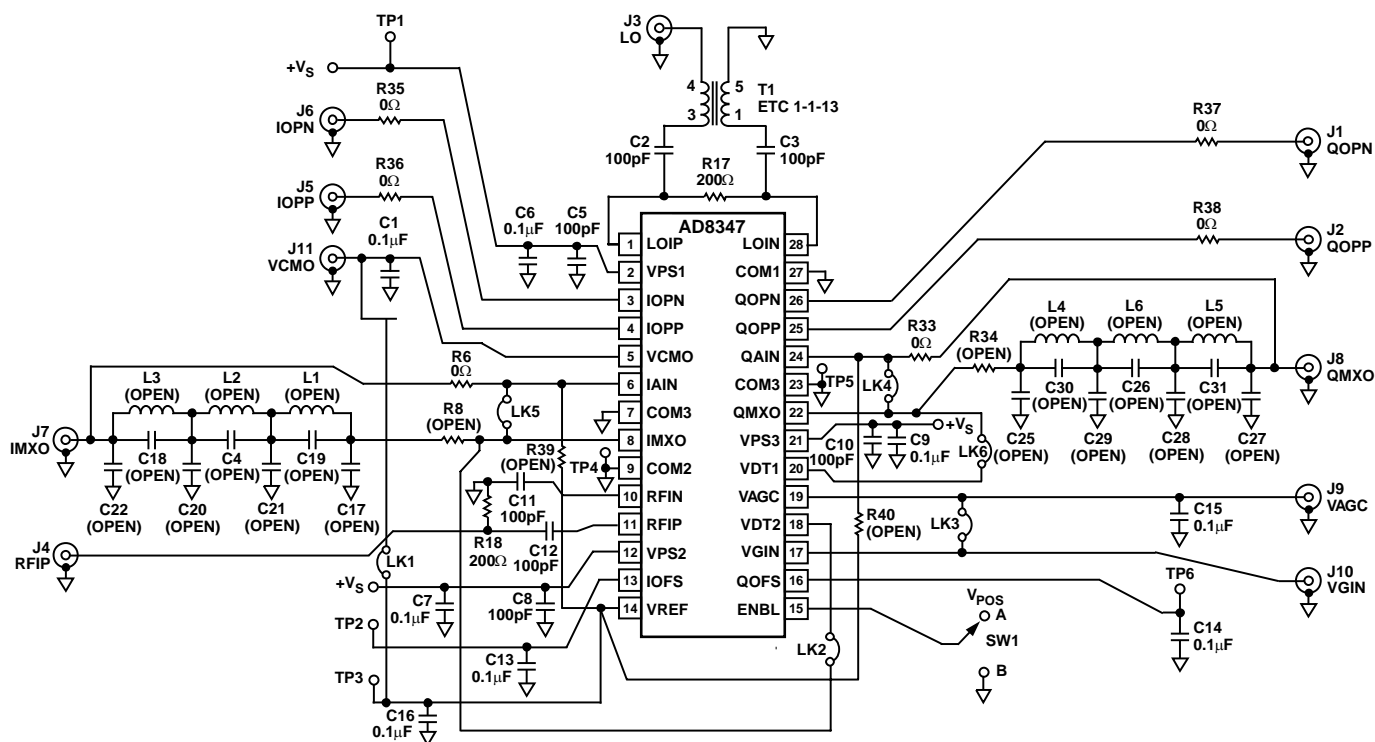 TP1
J3
LO
+VS
4
5
T1
ETC 1-1-13
3
1
R35
0Ω
J6
IOPN
R36
0Ω
J5
IOPP
C2
100pF
R17
200Ω
C3
100pF
R37
0Ω
J1
QOPN
R38
0Ω
J2
QOPP
C1
0.1μF
J11
VCMO
C6
0.1μF
C5
100pF
AD8347
1 LOIP
2 VPS1
3 IOPN
4 IOPP
5 VCMO
6 IAIN
7 COM3
8 IMXO
9 COM2
10 RFIN
11 RFIP
12 VPS2
13 IOFS
14 VREF
LOIN 28
COM1 27
QOPN 26
QOPP 25
QAIN 24
COM3 23
QMXO 22
VPS3 21
VDT1 20
VAGC 19
VDT2 18
VGIN 17
QOFS 16
ENBL 15
R6
0Ω
L3
(OPEN)
L2
(OPEN)
L1
(OPEN)
R8
(OPEN)
LK5
J7
IMXO
C18
(OPEN)
C4
(OPEN)
C19
(OPEN)
C22
(OPEN)
C20
(OPEN)
C21
(OPEN)
C17
(OPEN)
R39
(OPEN)
TP4
C11
100pF
R18
200Ω
C12
100pF
J4
RFIP
LK1
+VS
C7
0.1μF
C8
100pF
TP2
C13
0.1μF
TP3
C16
0.1μF
R33
0Ω
R34
(OPEN)
L4
(OPEN)
L6
(OPEN)
L5
(OPEN)
TP5
LK4
J8
QMXO
C30
(OPEN)
C26
(OPEN)
C31
(OPEN)
C25
(OPEN)
C29
(OPEN)
C28
(OPEN)
C27
(OPEN)
+VS
C10
100pF
C9
0.1μF
LK6
R40
(OPEN)
LK3
C15
0.1μF
J9
VAGC
J10
VGIN
TP6
C14
0.1μF
LK2
VPOS
A
SW1
B